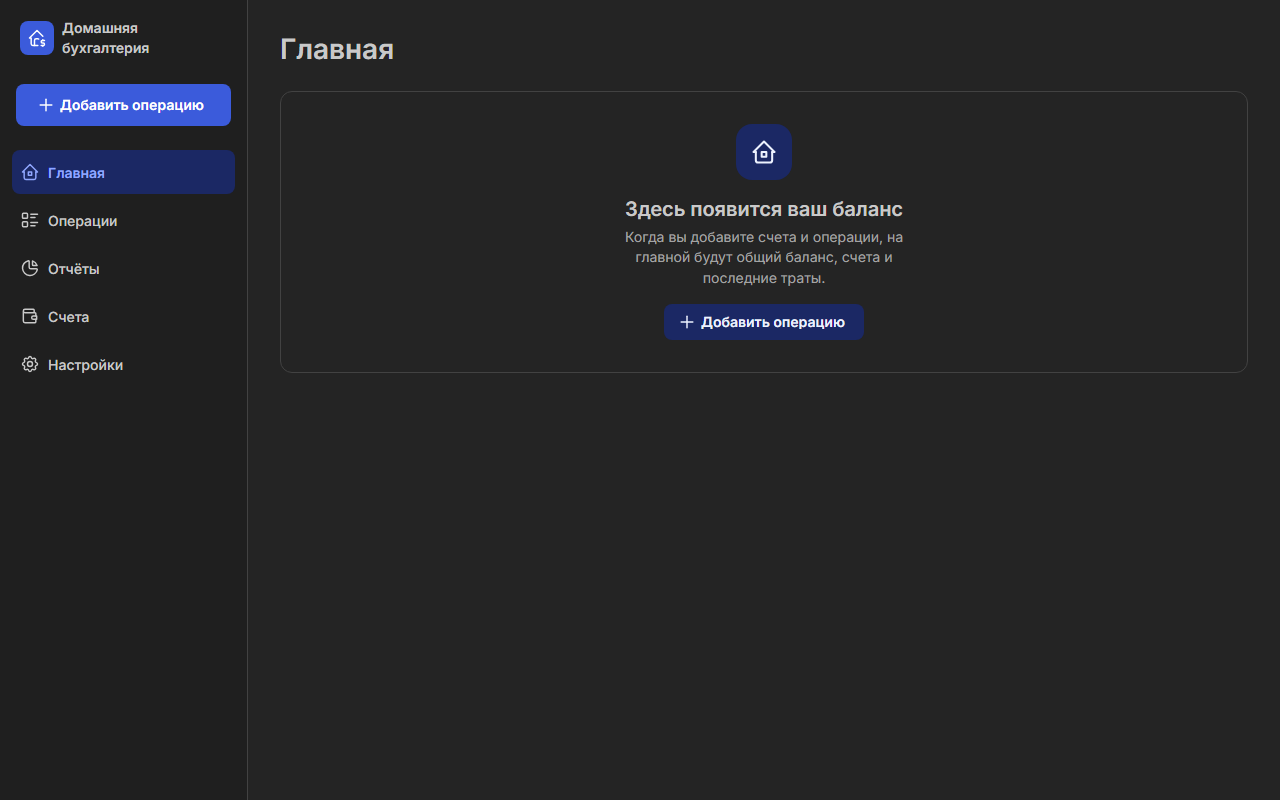 Домашняя
бухгалтерия
Добавить операцию
Главная
Операции
Отчёты
Счета
Настройки
Главная
Здесь появится ваш баланс
Когда вы добавите счета и операции, на
главной будут общий баланс, счета и
последние траты.
Добавить операцию